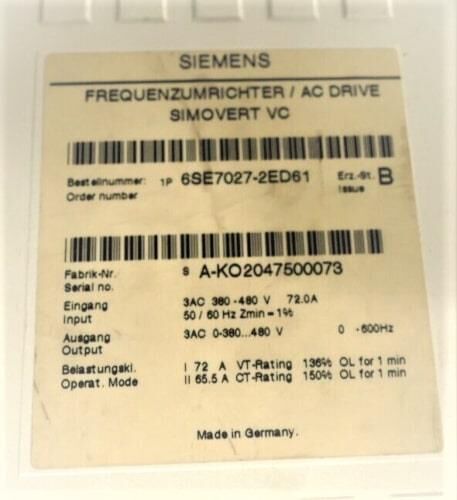 SIEMENS
FREQUENZUMRICHTER / AC DRIVE
SIMOVERT VC
Bestellnummer: 1P 6SE7027-2ED61 Erz.-St. B
Order number Issue
Fabrik-Nr. S A-KO2047500073
Serial no.
Eingang 3AC 380-480 V 72.0A
Input 50 / 60 Hz Zmin = 1%
Ausgang 3AC 0-380...480 V 0 -600Hz
Output
Belastungskl. I 72 A VT-Rating 136% OL for 1 min
Operat. Mode II 65.5 A CT-Rating 150% OL for 1 min
Made in Germany.